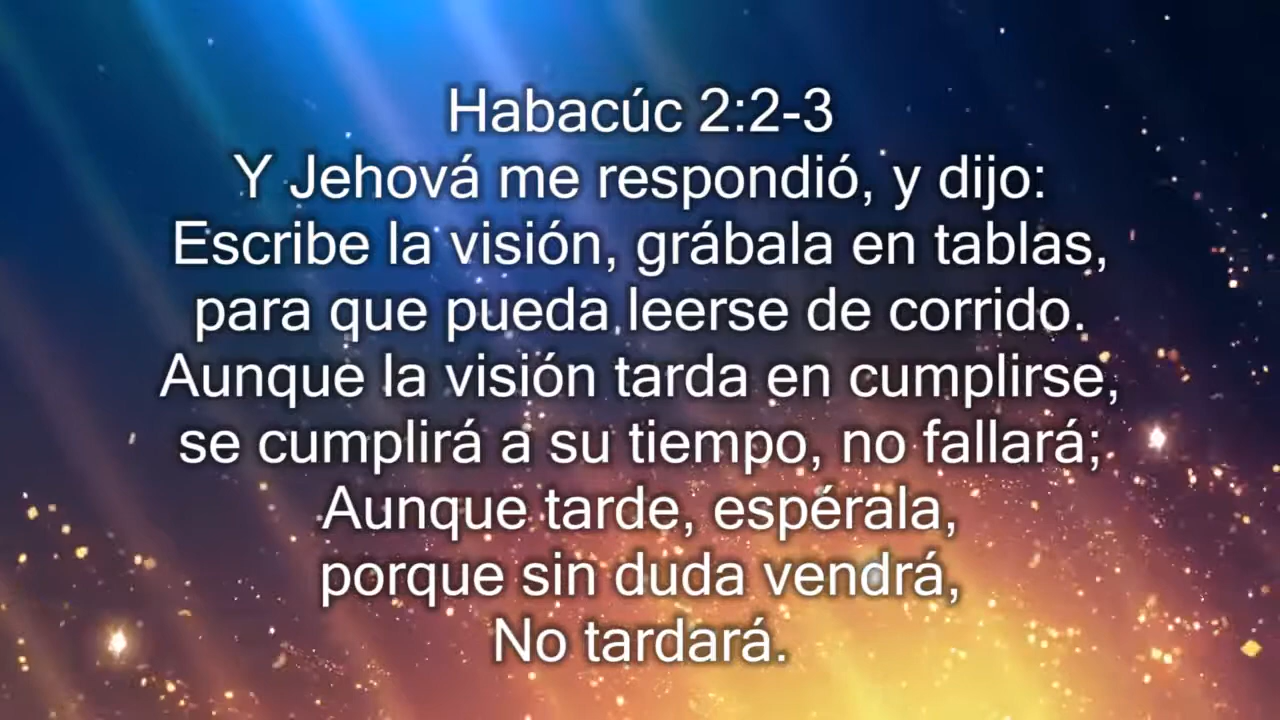 Habacúc 2:2-3
Y Jehová me respondió, y dijo:
Escribe la visión, grábala en tablas,
para que pueda leerse de corrido.
Aunque la visión tarda en cumplirse,
se cumplirá a su tiempo, no fallará;
Aunque tarde, espérala,
porque sin duda vendrá,
No tardará.